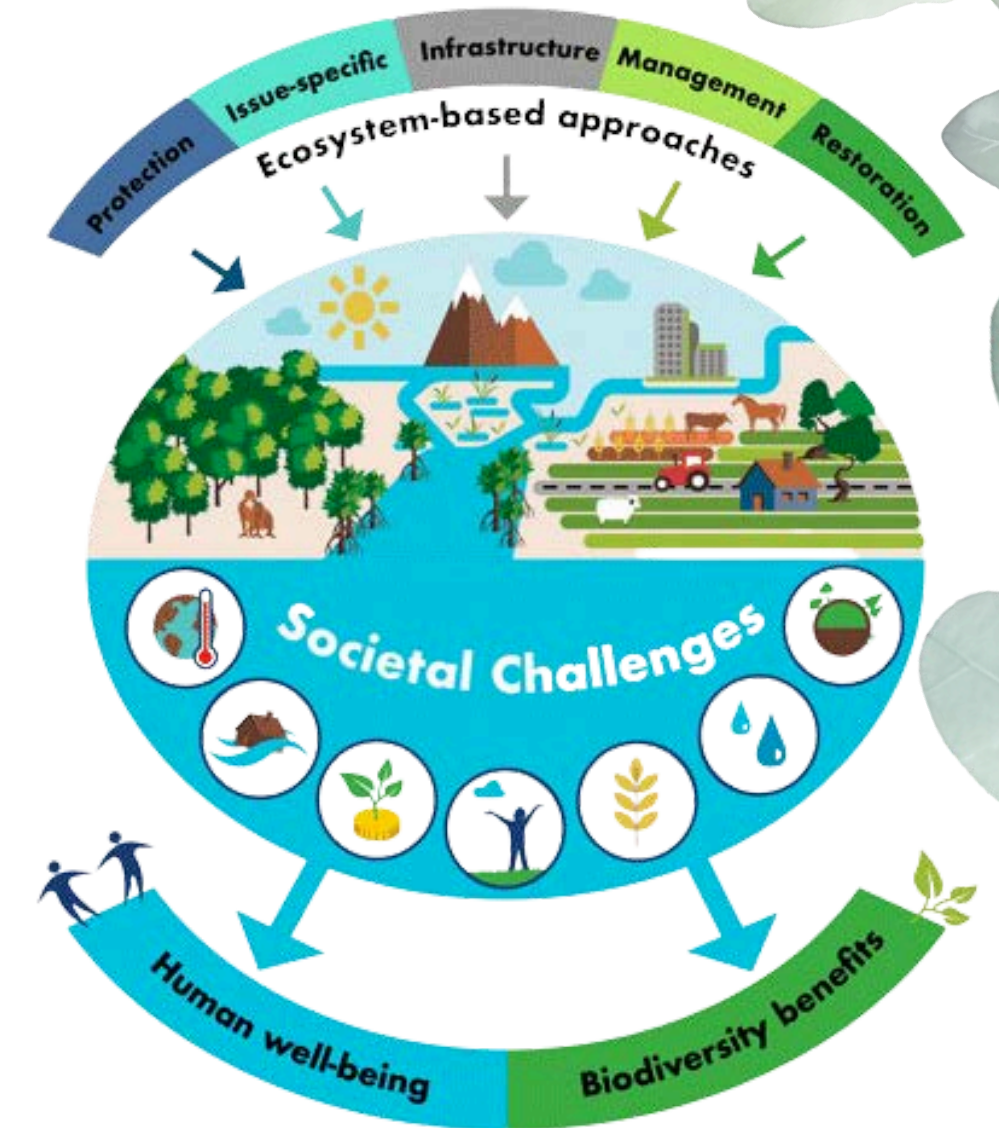 Protection
Issue-specific
Infrastructure
Management
Restoration
Ecosystem-based approaches
Societal Challenges
Human well-being
Biodiversity benefits